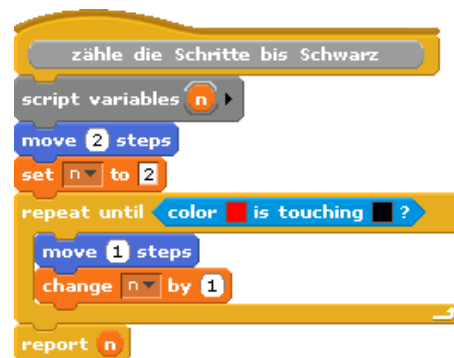 zähle die Schritte bis Schwarz
script variables n
move 2 steps
set n to 2
repeat until color is touching ?
move 1 steps
change n by 1
report n